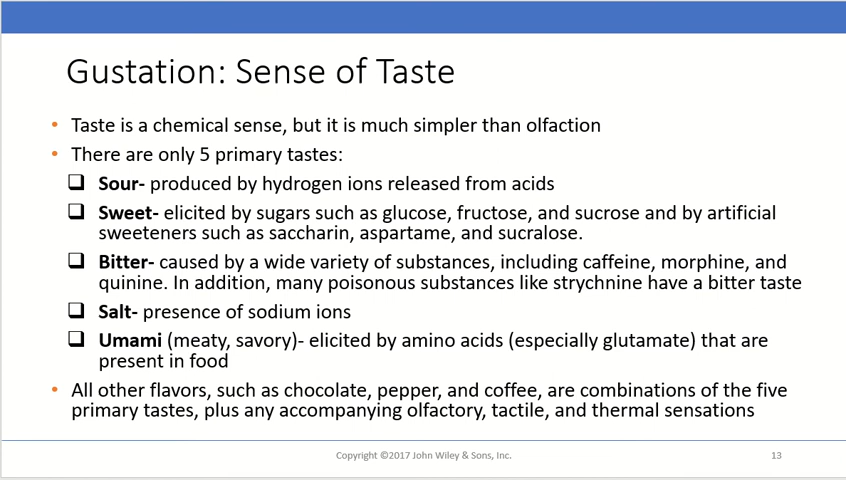 Gustation: Sense of Taste
• Taste is a chemical sense, but it is much simpler than olfaction
• There are only 5 primary tastes:
❑ Sour- produced by hydrogen ions released from acids
❑ Sweet- elicited by sugars such as glucose, fructose, and sucrose and by artificial
sweeteners such as saccharin, aspartame, and sucralose.
❑ Bitter- caused by a wide variety of substances, including caffeine, morphine, and
quinine. In addition, many poisonous substances like strychnine have a bitter taste
❑ Salt- presence of sodium ions
❑ Umami (meaty, savory)- elicited by amino acids (especially glutamate) that are
present in food
• All other flavors, such as chocolate, pepper, and coffee, are combinations of the five
primary tastes, plus any accompanying olfactory, tactile, and thermal sensations
Copyright ©2017 John Wiley & Sons, Inc.
13